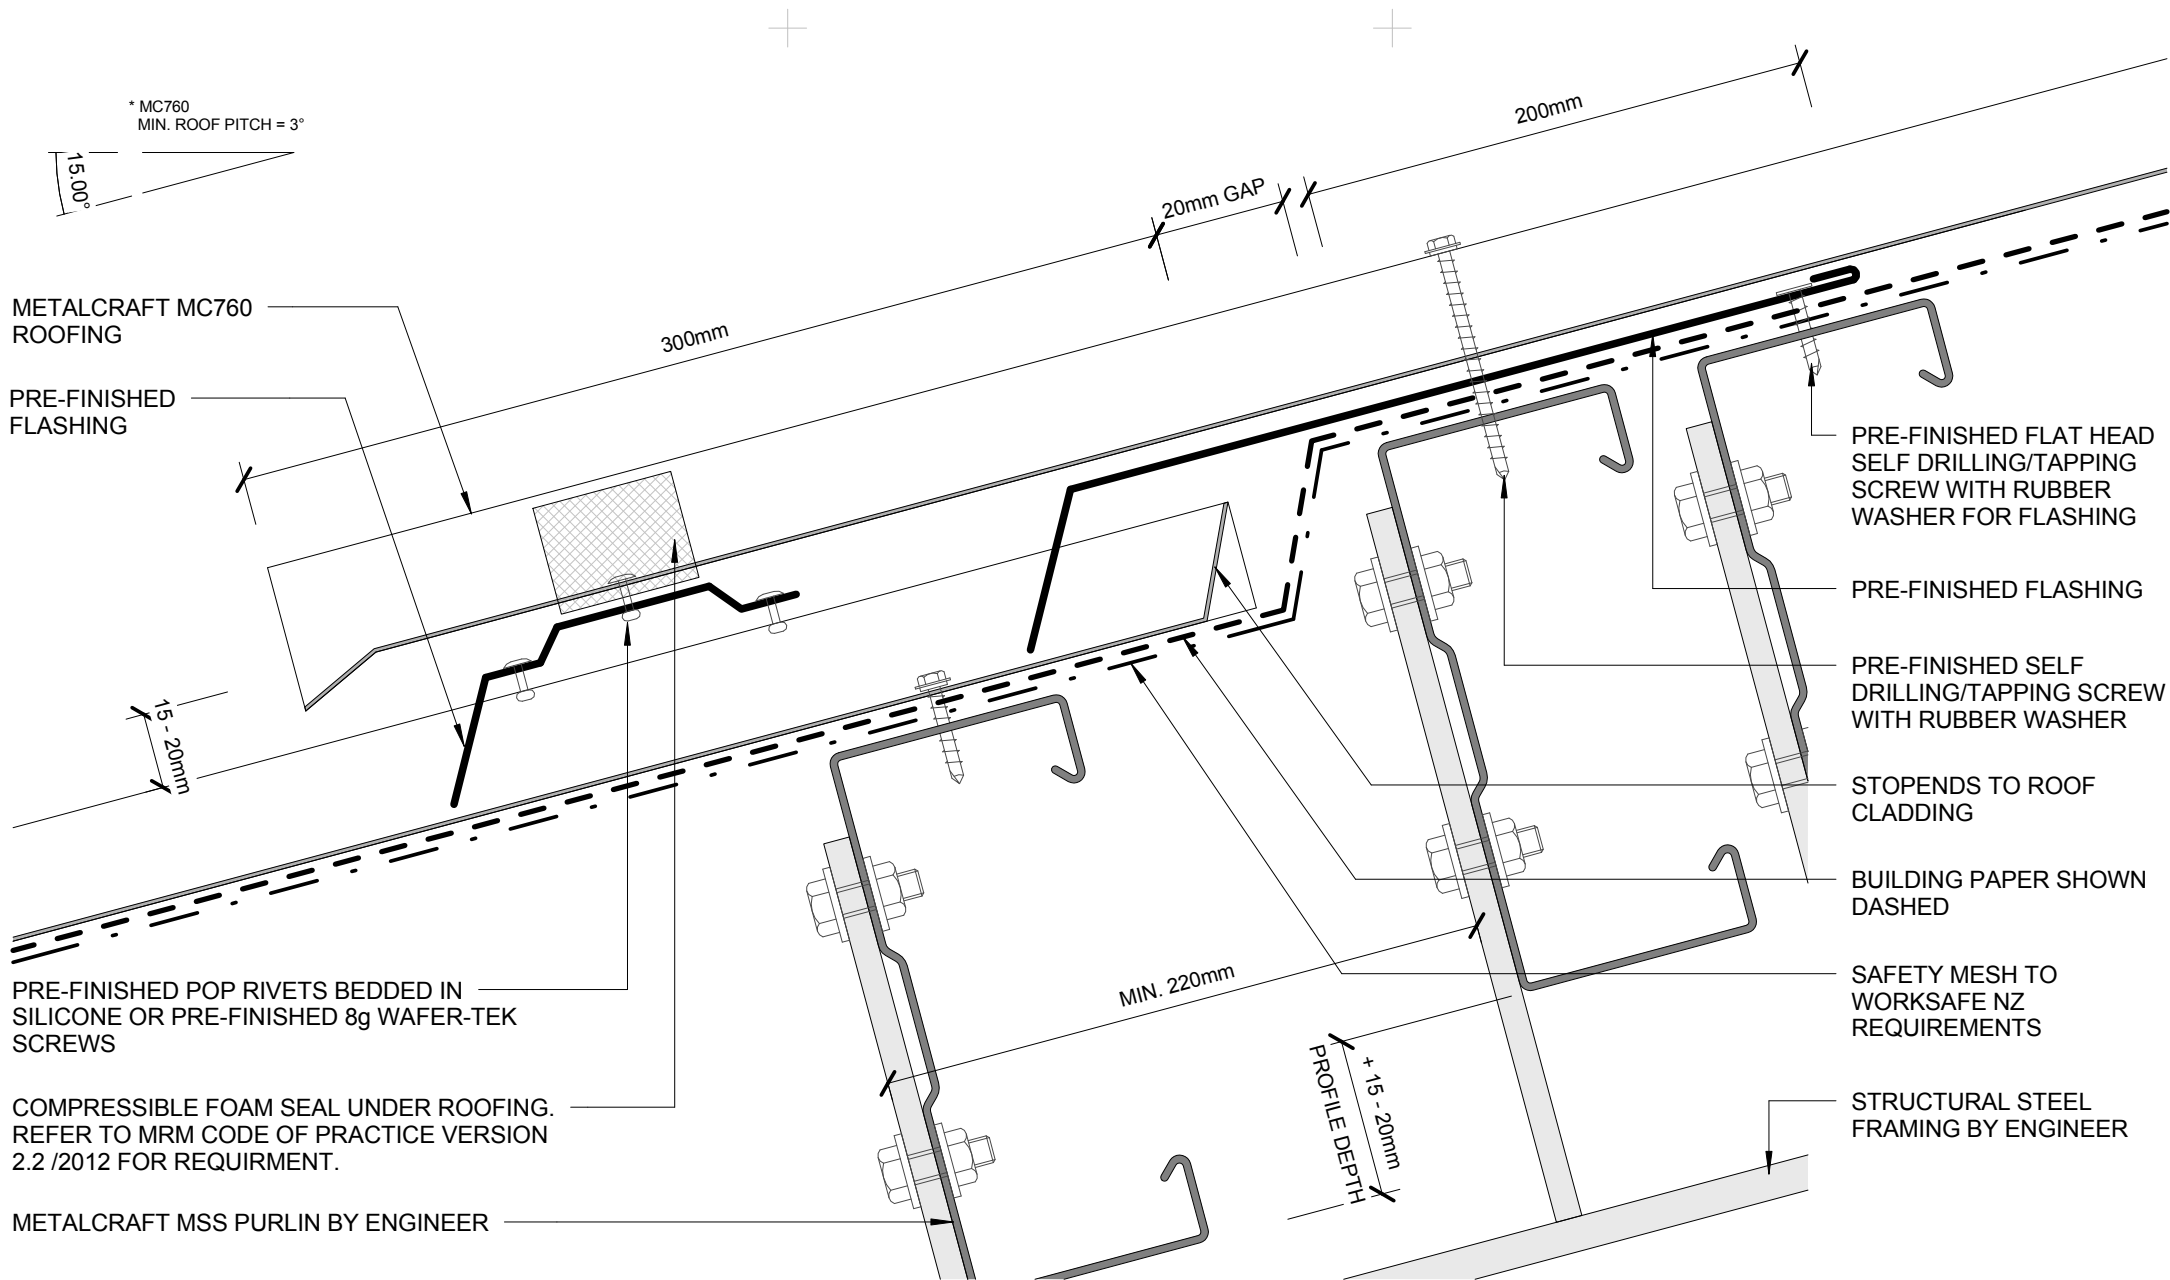 * MC760
MIN. ROOF PITCH = 3°
15.00°
200mm
20mm GAP
300mm
METALCRAFT MC760
ROOFING
PRE-FINISHED
FLASHING
15 - 20mm
PRE-FINISHED POP RIVETS BEDDED IN
SILICONE OR PRE-FINISHED 8g WAFER-TEK
SCREWS
COMPRESSIBLE FOAM SEAL UNDER ROOFING.
REFER TO MRM CODE OF PRACTICE VERSION
2.2 /2012 FOR REQUIRMENT.
METALCRAFT MSS PURLIN BY ENGINEER
MIN. 220mm
PROFILE DEPTH
+ 15 - 20mm
PRE-FINISHED FLAT HEAD
SELF DRILLING/TAPPING
SCREW WITH RUBBER
WASHER FOR FLASHING
PRE-FINISHED FLASHING
PRE-FINISHED SELF
DRILLING/TAPPING SCREW
WITH RUBBER WASHER
STOPENDS TO ROOF
CLADDING
BUILDING PAPER SHOWN
DASHED
SAFETY MESH TO
WORKSAFE NZ
REQUIREMENTS
STRUCTURAL STEEL
FRAMING BY ENGINEER